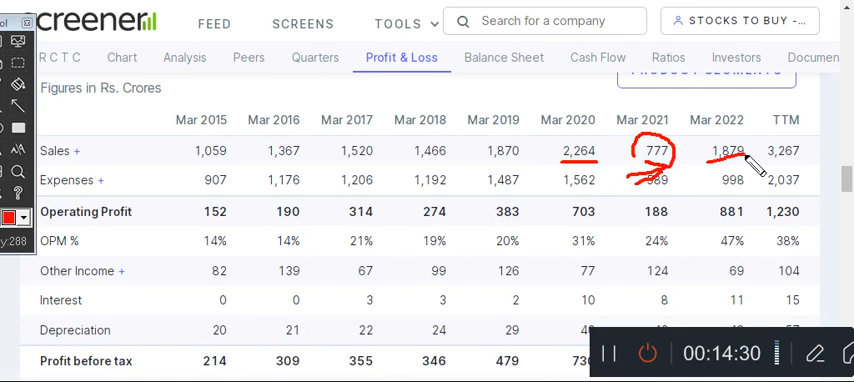 ol screener
FEED SCREENS TOOLS Search for a company STOCKS TO BUY -...
R C T C Chart Analysis Peers Quarters Profit & Loss Balance Sheet Cash Flow Ratios Investors Documen
Figures in Rs. Crores PRODUCT SEGMENTS
Mar 2015 Mar 2016 Mar 2017 Mar 2018 Mar 2019 Mar 2020 Mar 2021 Mar 2022 TTM
Sales + 1,059 1,367 1,520 1,466 1,870 2,264 777 1,879 3,267
Expenses + 907 1,176 1,206 1,192 1,487 1,562 589 998 2,037
Operating Profit 152 190 314 274 383 703 188 881 1,230
y:288 OPM % 14% 14% 21% 19% 20% 31% 24% 47% 38%
Other Income + 82 139 67 99 126 77 124 69 104
Interest 0 0 3 3 2 10 8 11 15
Depreciation 20 21 22 24 29
Profit before tax 214 309 355 346 479 00:14:30